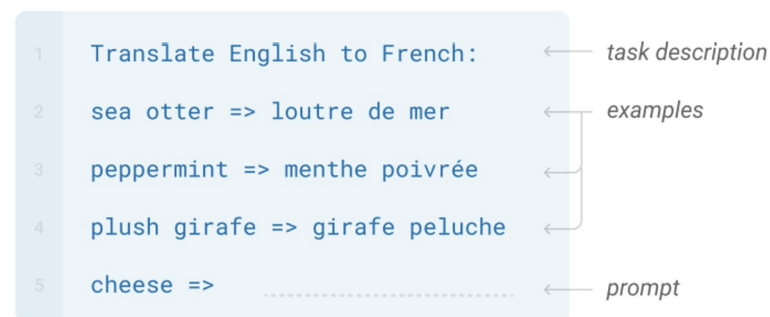 1 Translate English to French: task description
2 sea otter => loutre de mer examples
3 peppermint => menthe poivrée
4 plush girafe => girafe peluche
5 cheese => prompt